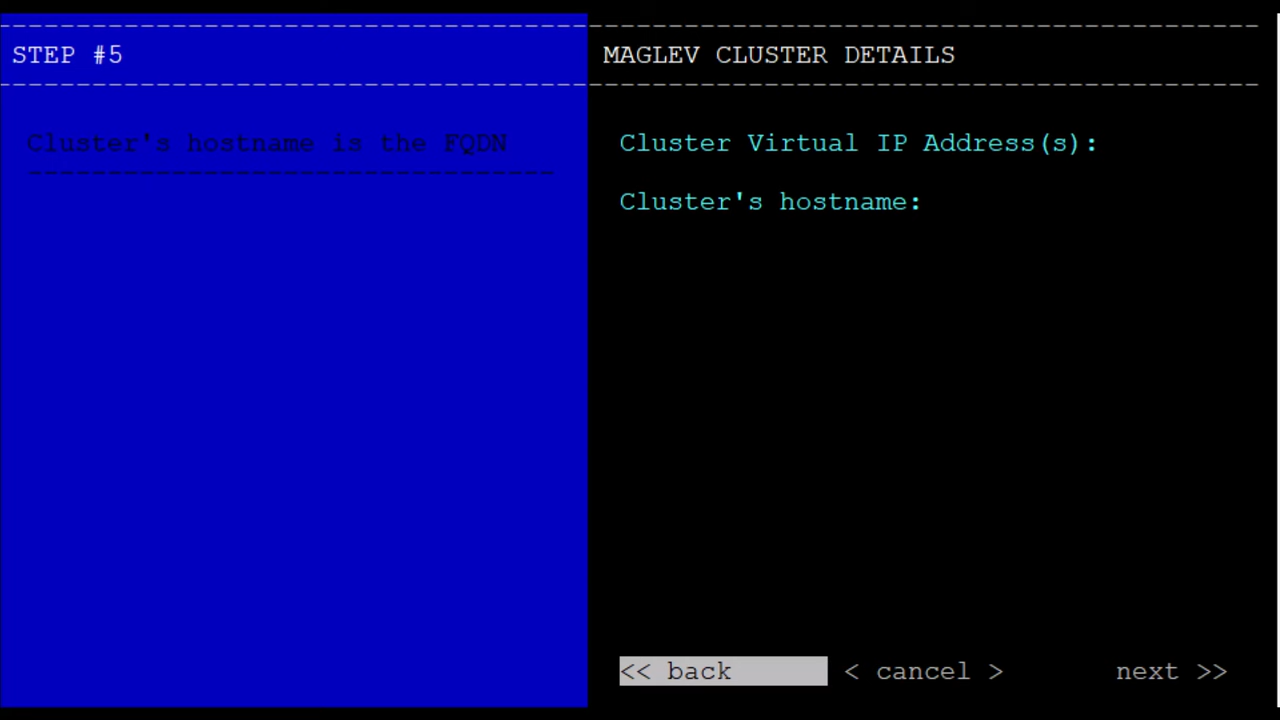 STEP #5
MAGLEV CLUSTER DETAILS
Cluster's hostname is the FQDN
Cluster Virtual IP Address(s):
Cluster's hostname:
<< back
< cancel >
next >>